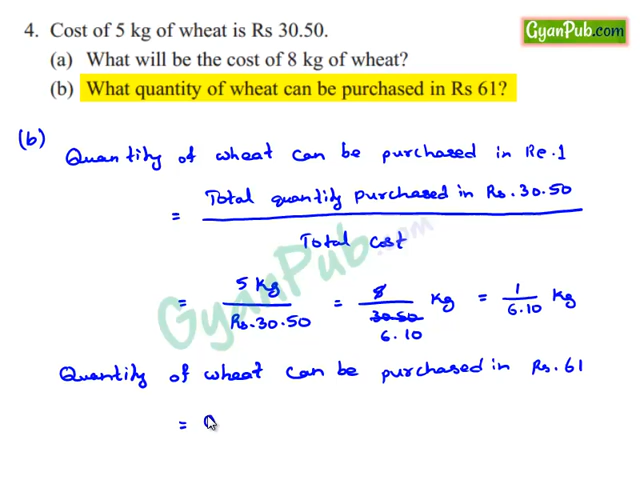 4. Cost of 5 kg of wheat is Rs 30.50.
GyanPub.com
(a) What will be the cost of 8 kg of wheat?
(b) What quantity of wheat can be purchased in Rs 61?
(b)
Quantity of wheat can be purchased in Re.1
= Total quantity purchased in Rs.30.50 / Total cost
GyanPub.com
= 5 Kg / Rs.30.50 = 5 / 30.50 6.10 Kg = 1 / 6.10 Kg
Quantity of wheat can be purchased in Rs. 61
=